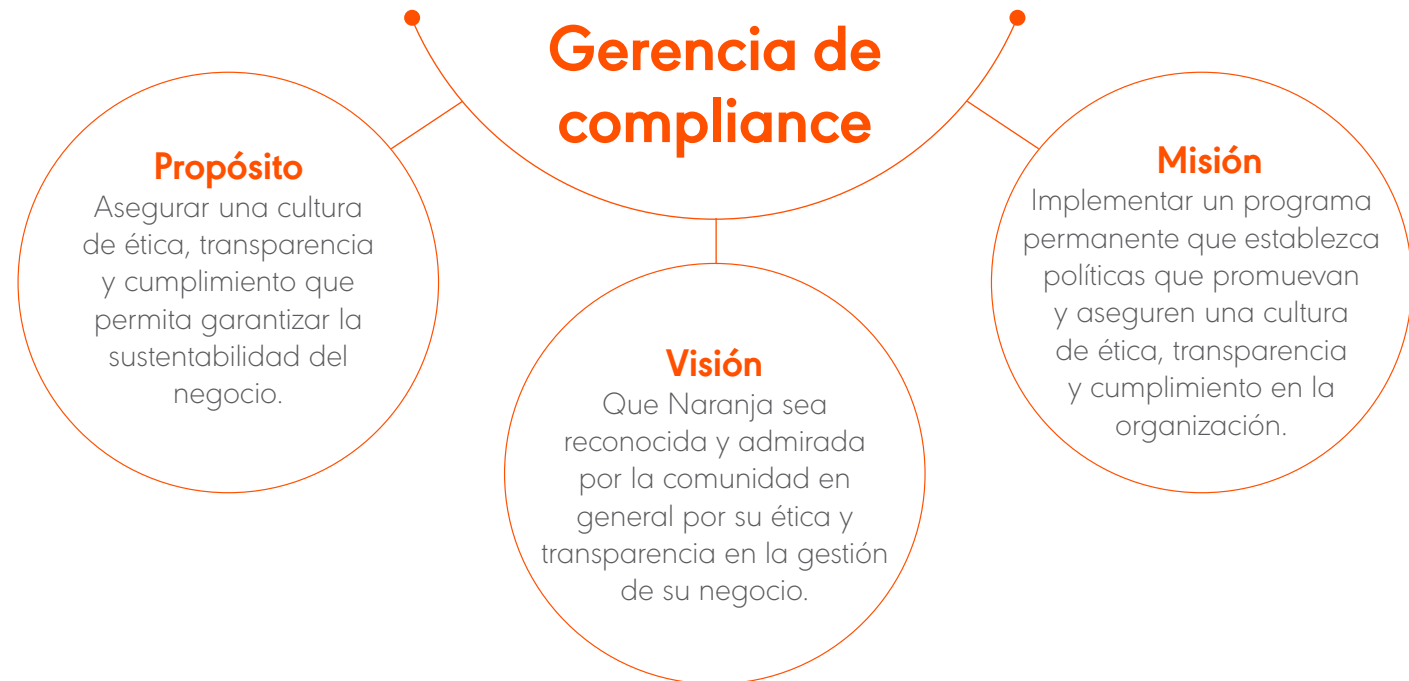 Gerencia de
compliance
Propósito
Asegurar una cultura
de ética, transparencia
y cumplimiento que
permita garantizar la
sustentabilidad del
negocio.
Visión
Que Naranja sea
reconocida y admirada
por la comunidad en
general por su ética y
transparencia en la gestión
de su negocio.
Misión
Implementar un programa
permanente que establezca
políticas que promuevan
y aseguren una cultura
de ética, transparencia
y cumplimiento en la
organización.